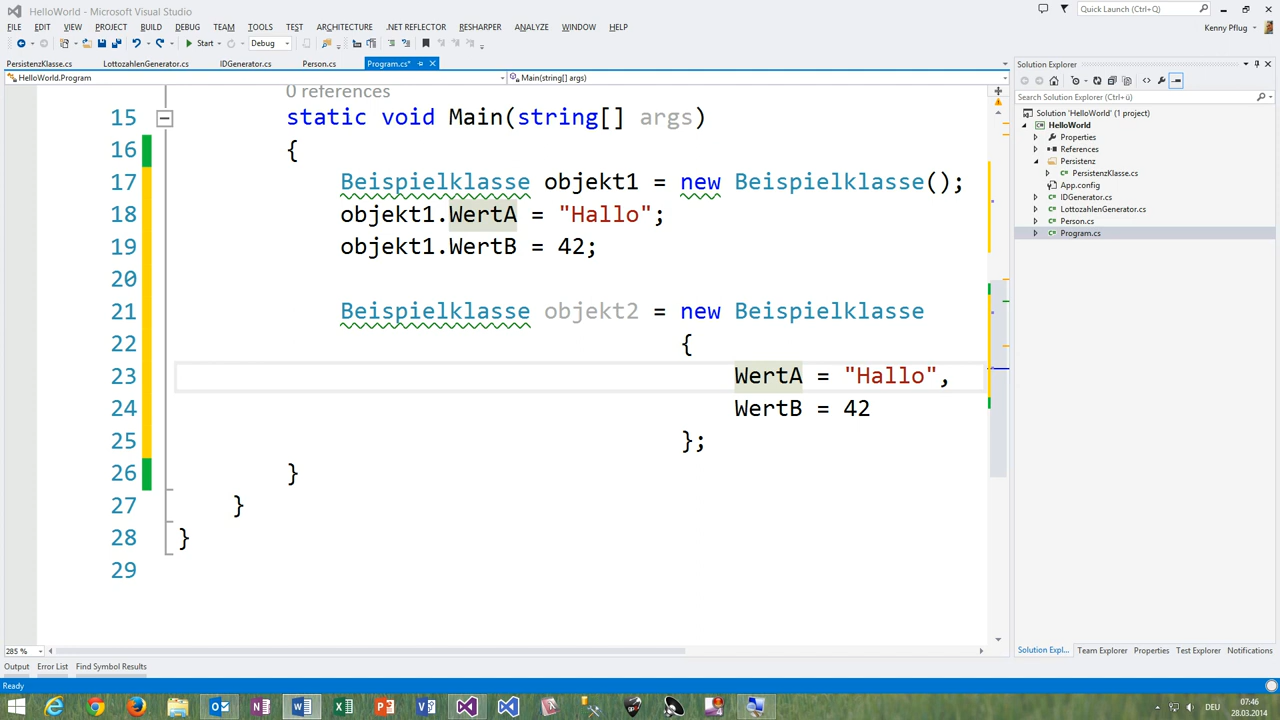 HelloWorld - Microsoft Visual Studio
Quick Launch (Ctrl+Q)
FILE EDIT VIEW PROJECT BUILD DEBUG TEAM TOOLS TEST ARCHITECTURE .NET REFLECTOR RESHARPER ANALYZE WINDOW HELP
Kenny Pflug
Start Debug
PersistenzKlasse.cs LottozahlenGenerator.cs IDGenerator.cs Person.cs Program.cs*
HelloWorld.Program Main(string[] args)
0 references
15 static void Main(string[] args)
16 {
17 Beispielklasse objekt1 = new Beispielklasse();
18 objekt1.WertA = "Hallo";
19 objekt1.WertB = 42;
20
21 Beispielklasse objekt2 = new Beispielklasse
22 {
23 WertA = "Hallo",
24 WertB = 42
25 };
26 }
27 }
28 }
29
285 %
Solution Explorer
Search Solution Explorer (Ctrl+ü)
Solution 'HelloWorld' (1 project)
HelloWorld
Properties
References
Persistenz
PersistenzKlasse.cs
App.config
IDGenerator.cs
LottozahlenGenerator.cs
Person.cs
Program.cs
Solution Expl... Team Explorer Properties Test Explorer Notifications
Output Error List Find Symbol Results
Ready
DEU
07:46
28.03.2014